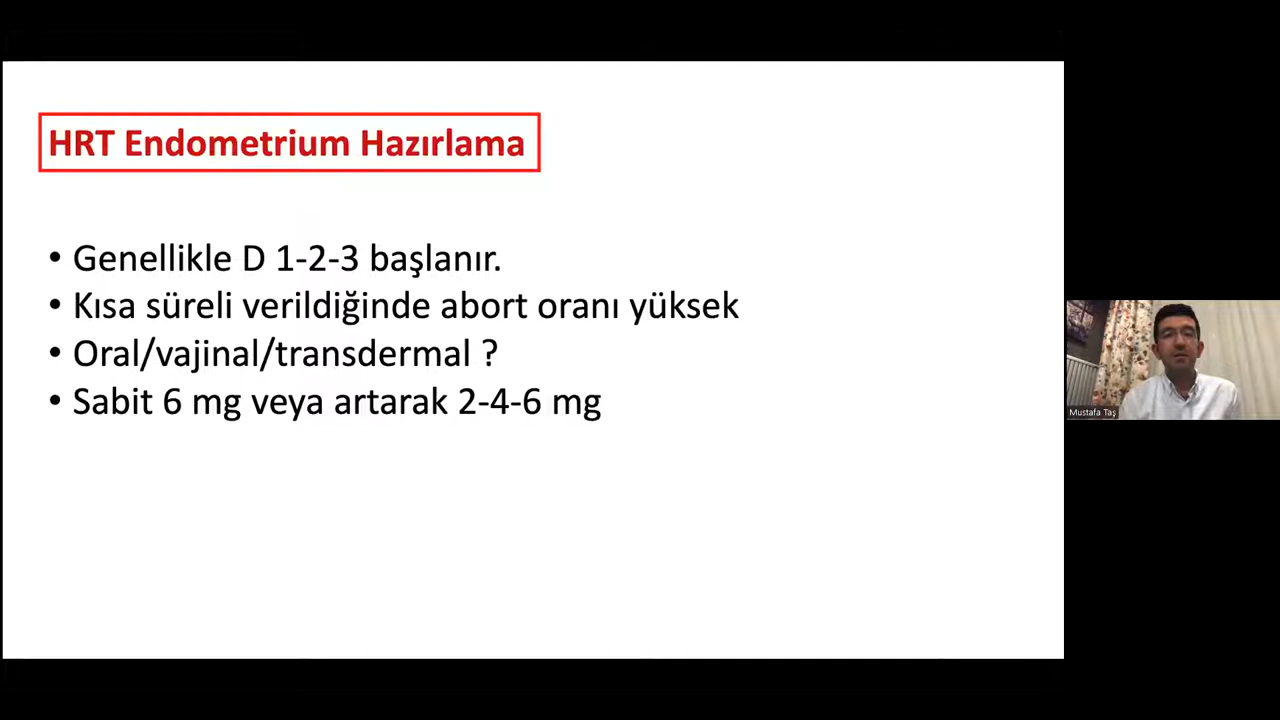 HRT Endometrium Hazırlama
• Genellikle D 1-2-3 başlanır.
• Kısa süreli verildiğinde abort oranı yüksek
• Oral/vajinal/transdermal ?
• Sabit 6 mg veya artarak 2-4-6 mg
Mustafa Taş